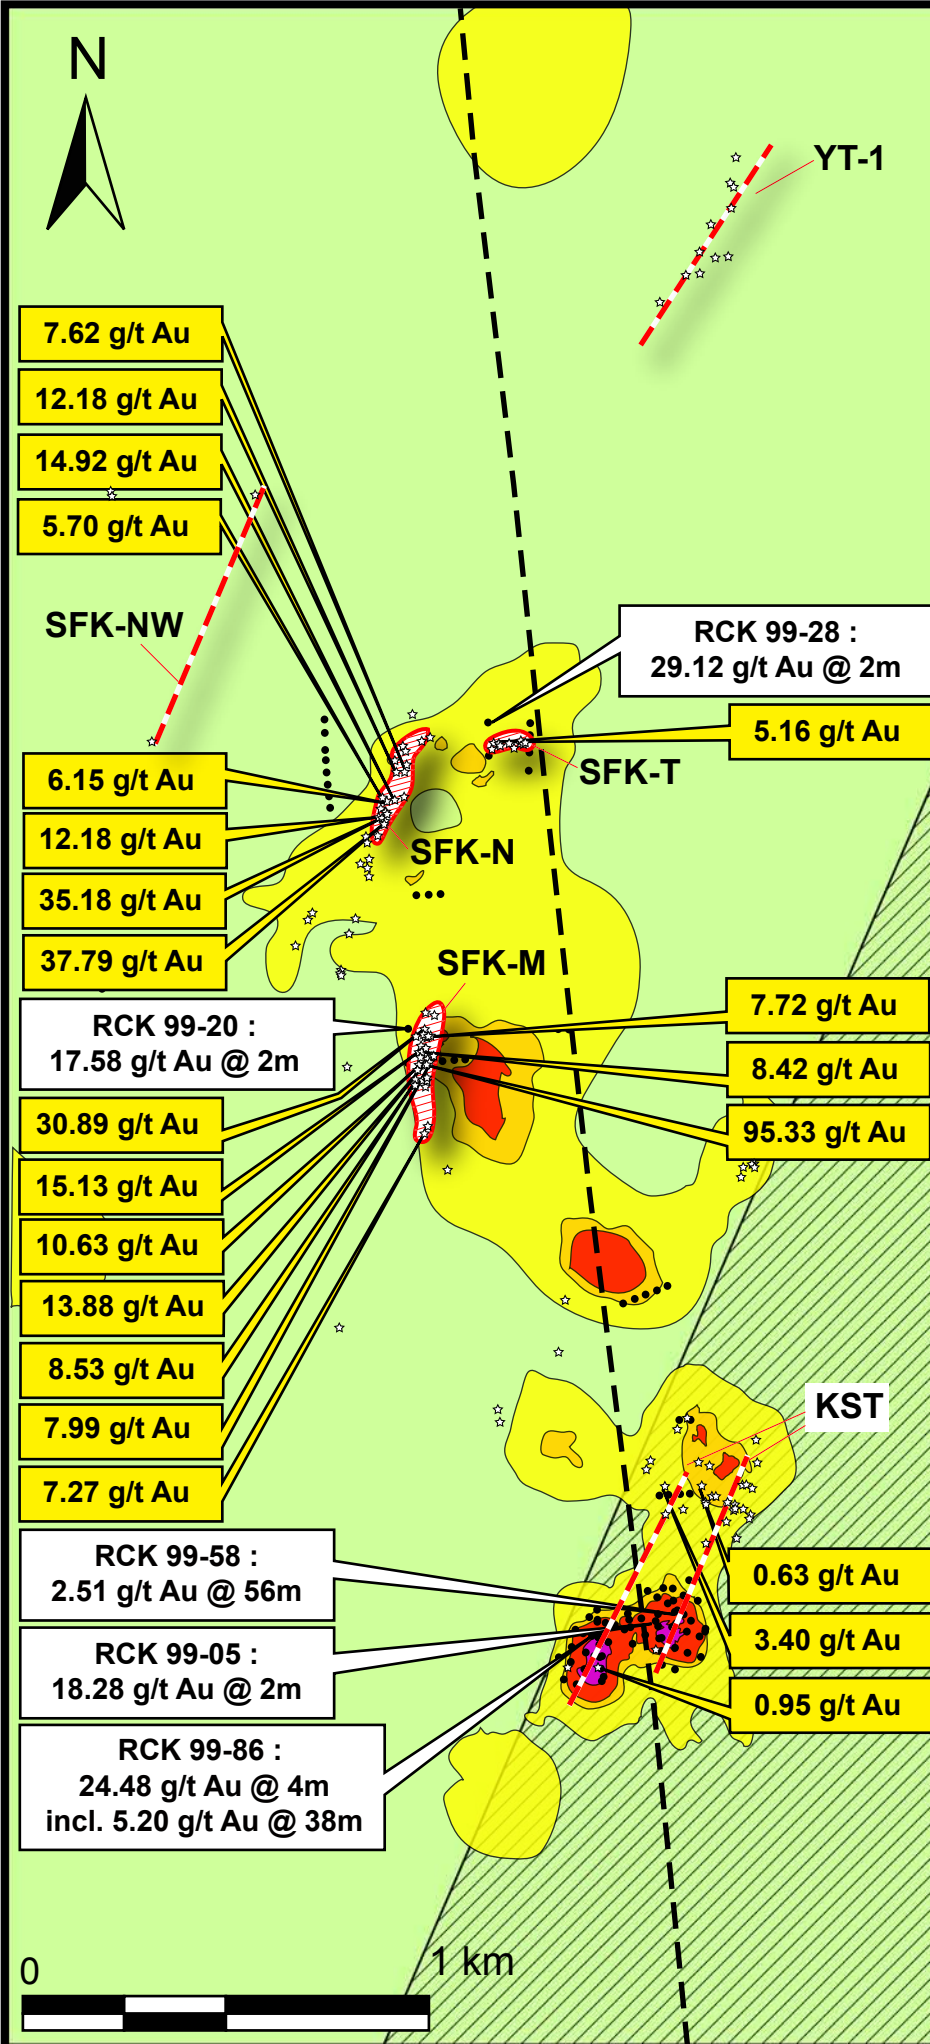 N
YT-1
7.62 g/t Au
12.18 g/t Au
14.92 g/t Au
5.70 g/t Au
SFK-NW
RCK 99-28 :
29.12 g/t Au @ 2m
5.16 g/t Au
SFK-T
6.15 g/t Au
12.18 g/t Au
SFK-N
35.18 g/t Au
37.79 g/t Au
SFK-M
RCK 99-20 :
17.58 g/t Au @ 2m
7.72 g/t Au
8.42 g/t Au
95.33 g/t Au
30.89 g/t Au
15.13 g/t Au
10.63 g/t Au
13.88 g/t Au
8.53 g/t Au
7.99 g/t Au
7.27 g/t Au
KST
RCK 99-58 :
2.51 g/t Au @ 56m
0.63 g/t Au
RCK 99-05 :
18.28 g/t Au @ 2m
3.40 g/t Au
0.95 g/t Au
RCK 99-86 :
24.48 g/t Au @ 4m
incl. 5.20 g/t Au @ 38m
0
1 km